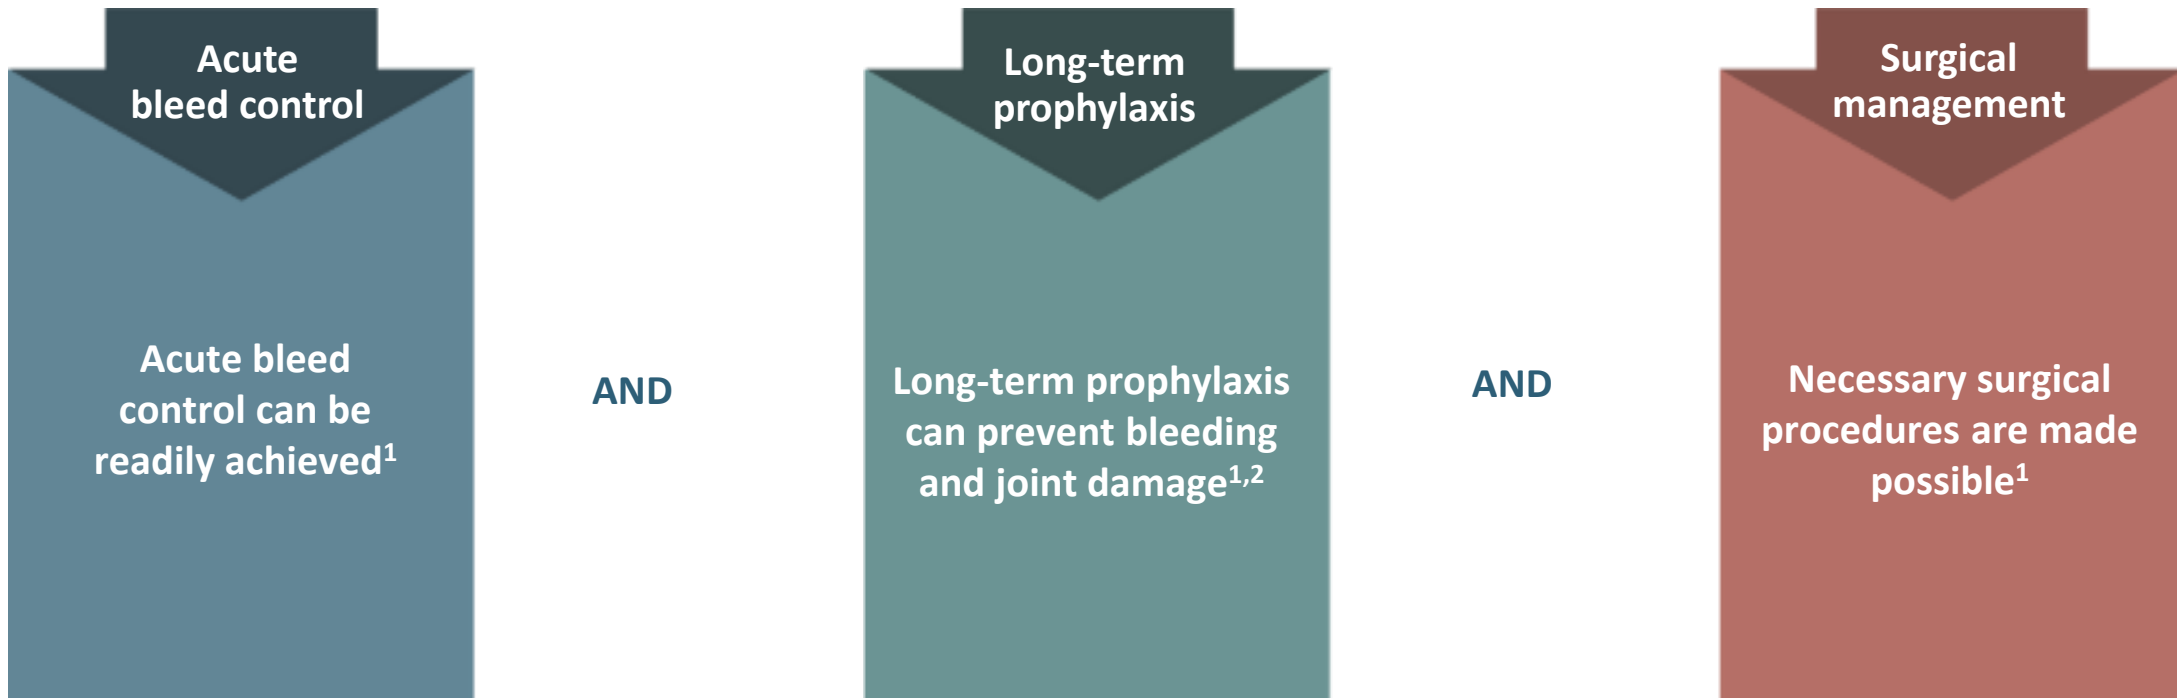 Acute
bleed control
Acute bleed
control can be
readily achieved¹
AND
Long-term
prophylaxis
Long-term prophylaxis
can prevent bleeding
and joint damage¹,²
AND
Surgical
management
Necessary surgical
procedures are made
possible¹